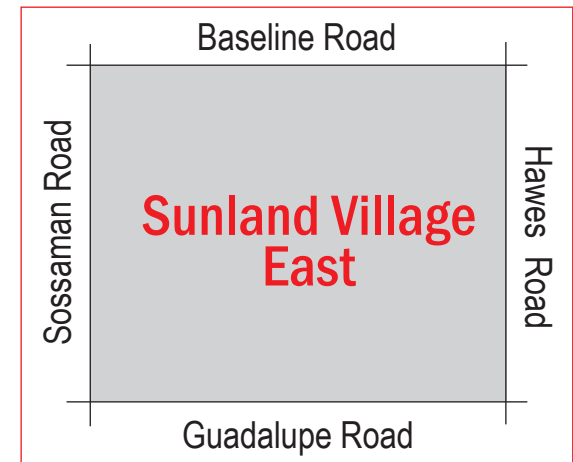 Baseline Road
Sossaman Road
Sunland Village
East
Hawes Road
Guadalupe Road